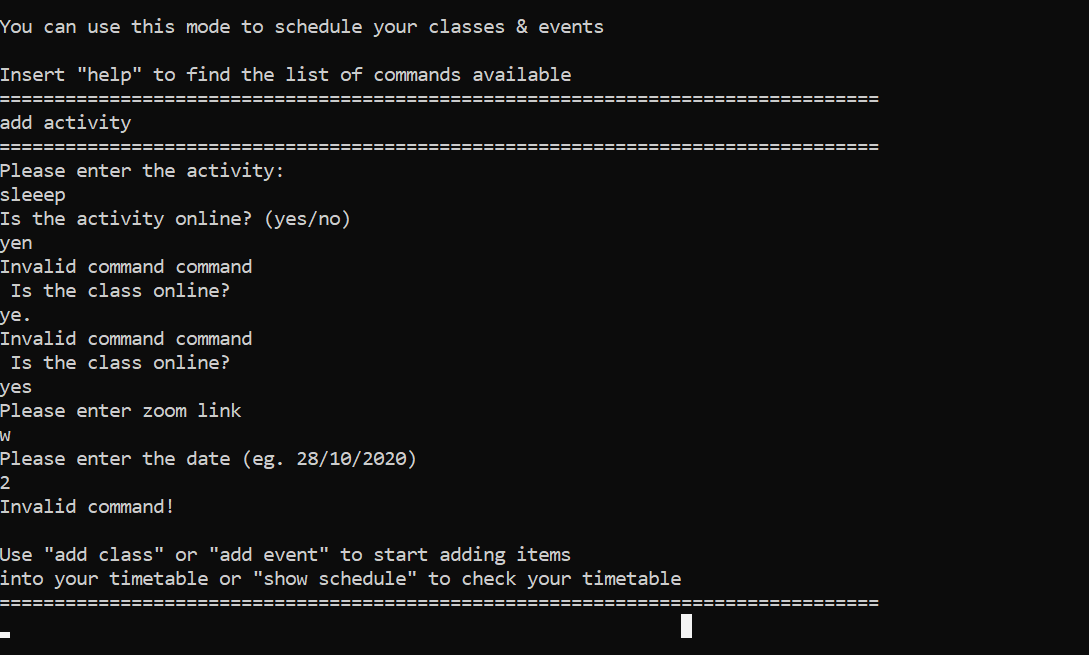 You can use this mode to schedule your classes & events
Insert "help" to find the list of commands available
================================================================================
add activity
================================================================================
Please enter the activity:
sleeep
Is the activity online? (yes/no)
yen
Invalid command command
 Is the class online?
ye.
Invalid command command
 Is the class online?
yes
Please enter zoom link
w
Please enter the date (eg. 28/10/2020)
2
Invalid command!
Use "add class" or "add event" to start adding items
into your timetable or "show schedule" to check your timetable
================================================================================